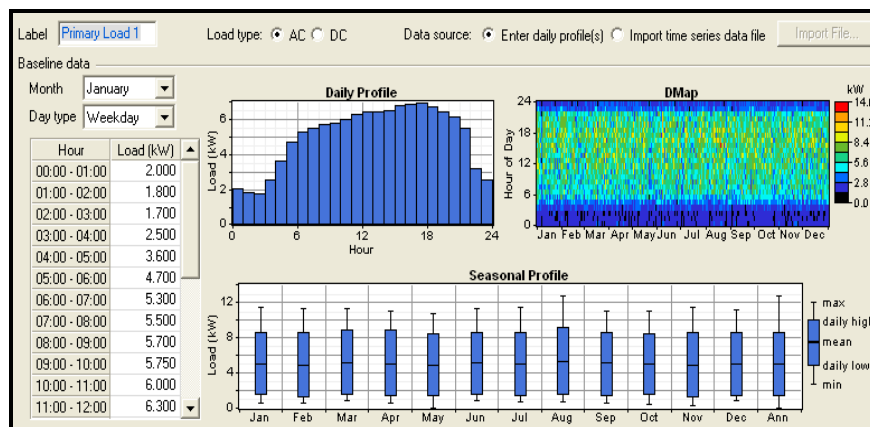 Label Primary Load 1 Load type: AC DC Data source: Enter daily profile(s) Import time series data file Import File...
Baseline data
Month January
Day type Weekday
Hour Load (kW)
00:00 - 01:00 2.000
01:00 - 02:00 1.800
02:00 - 03:00 1.700
03:00 - 04:00 2.500
04:00 - 05:00 3.600
05:00 - 06:00 4.700
06:00 - 07:00 5.300
07:00 - 08:00 5.500
08:00 - 09:00 5.700
09:00 - 10:00 5.750
10:00 - 11:00 6.000
11:00 - 12:00 6.300
Daily Profile
Load (kW)
6
4
2
0
0 6 12 18 24
Hour
DMap
Hour of Day
24
18
12
6
0
Jan Feb Mar Apr May Jun Jul Aug Sep Oct Nov Dec
kW
14.
11.
8.4
5.6
2.8
0.0
Seasonal Profile
Load (kW)
12
8
4
0
Jan Feb Mar Apr May Jun Jul Aug Sep Oct Nov Dec Ann
max
daily high
mean
daily low
min